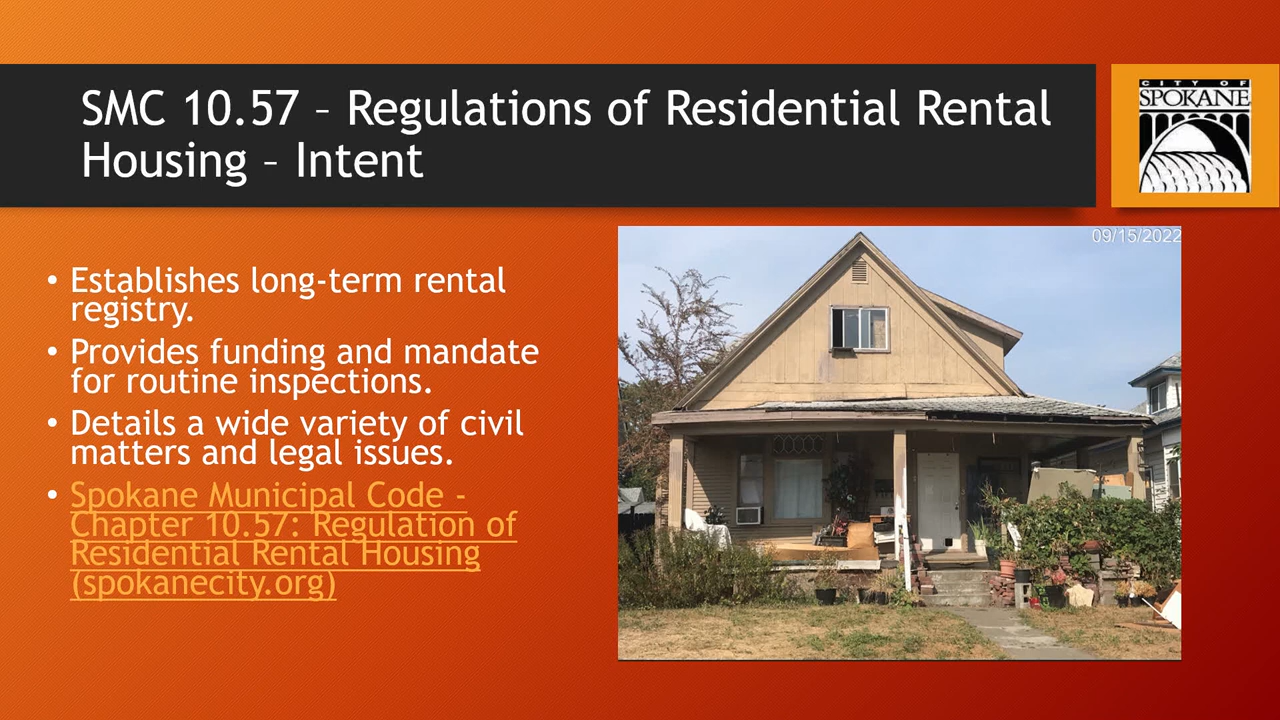 SMC 10.57 – Regulations of Residential Rental
Housing – Intent
CITY OF
SPOKANE
09/15/2022
• Establishes long-term rental
registry.
• Provides funding and mandate
for routine inspections.
• Details a wide variety of civil
matters and legal issues.
• Spokane Municipal Code -
Chapter 10.57: Regulation of
Residential Rental Housing
(spokanecity.org)